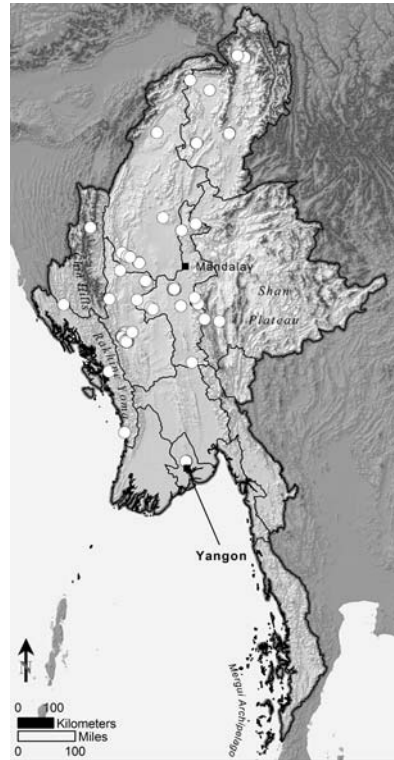 Mandalay
Chin Hills
Shan
Plateau
Rakhine Yoma
Yangon
Mergui Archipelago
0 100
Kilometers
Miles
0 100